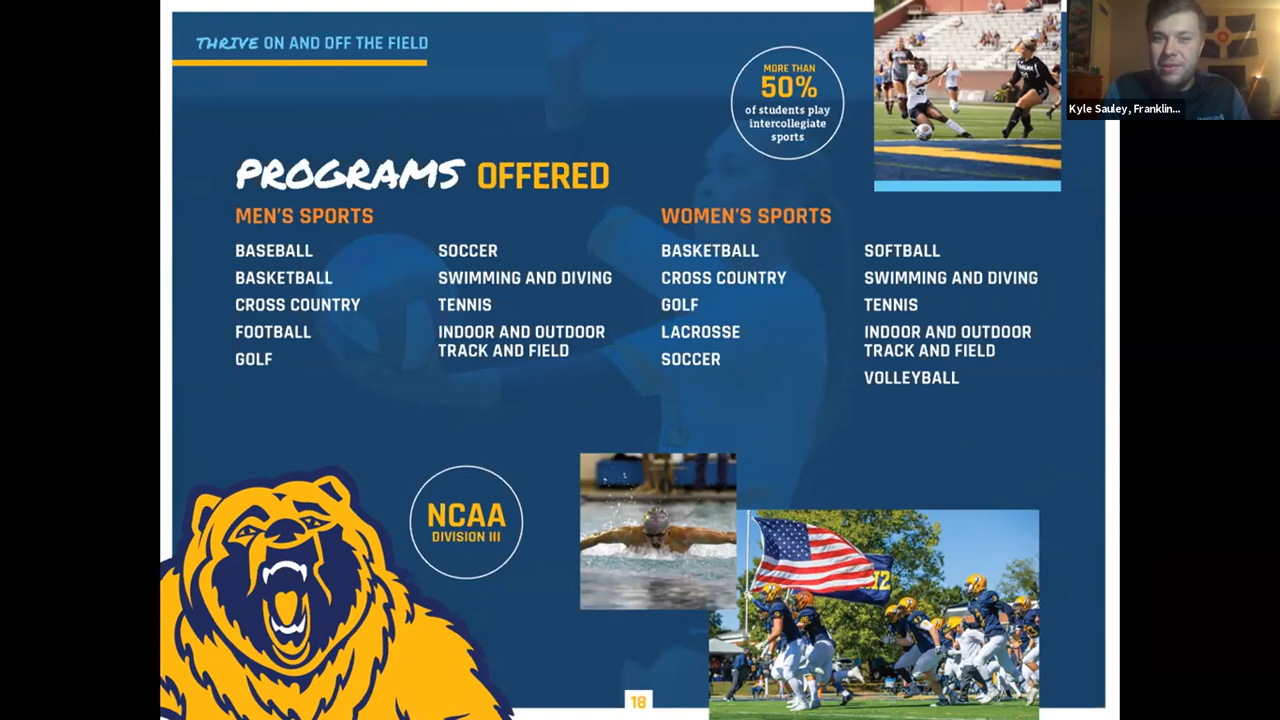 THRIVE ON AND OFF THE FIELD
MORE THAN
50%
of students play
intercollegiate
sports
Kyle Sauley, Franklin...
PROGRAMS OFFERED
MEN'S SPORTS
BASEBALL
BASKETBALL
CROSS COUNTRY
FOOTBALL
GOLF
SOCCER
SWIMMING AND DIVING
TENNIS
INDOOR AND OUTDOOR
TRACK AND FIELD
WOMEN'S SPORTS
BASKETBALL
CROSS COUNTRY
GOLF
LACROSSE
SOCCER
SOFTBALL
SWIMMING AND DIVING
TENNIS
INDOOR AND OUTDOOR
TRACK AND FIELD
VOLLEYBALL
NCAA
DIVISION III
18